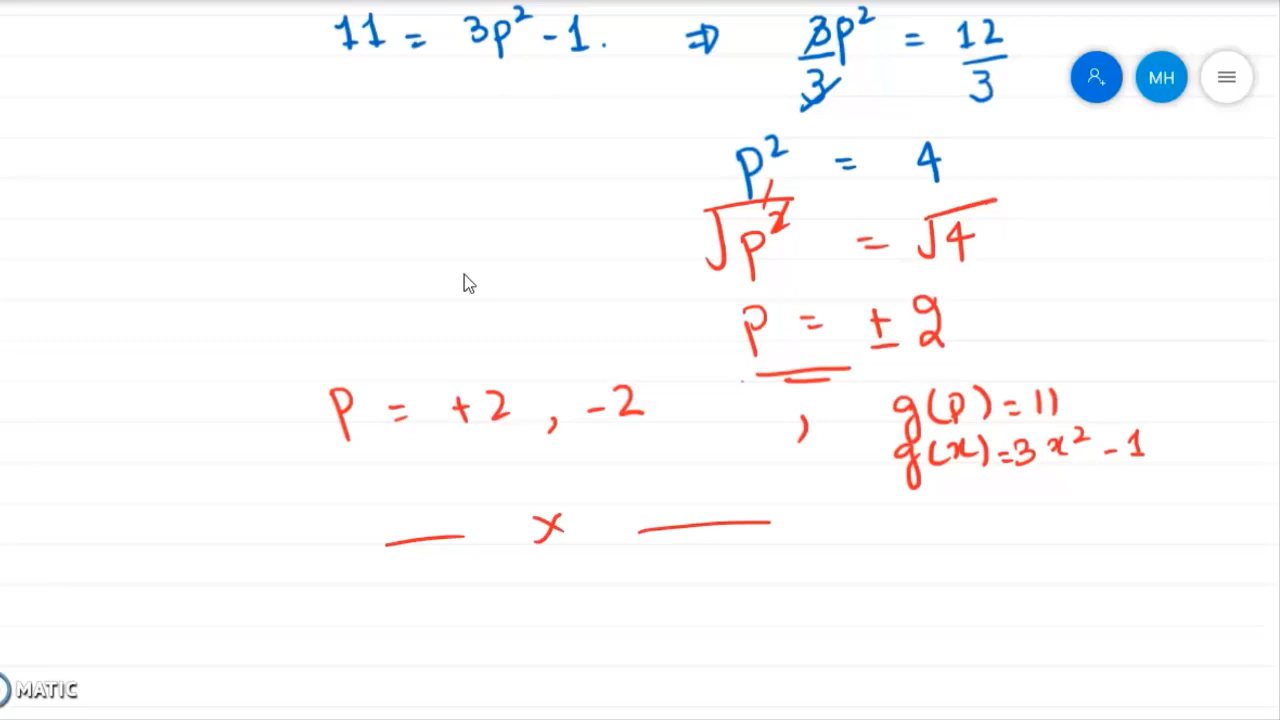 11 = 3p² - 1. ⇒ 3p²/3 = 12/3
MH
p² = 4
√p² = √4
p = ± 2
p = +2, -2 , g(p) = 11
g(x) = 3x² - 1
— x —
MATIC